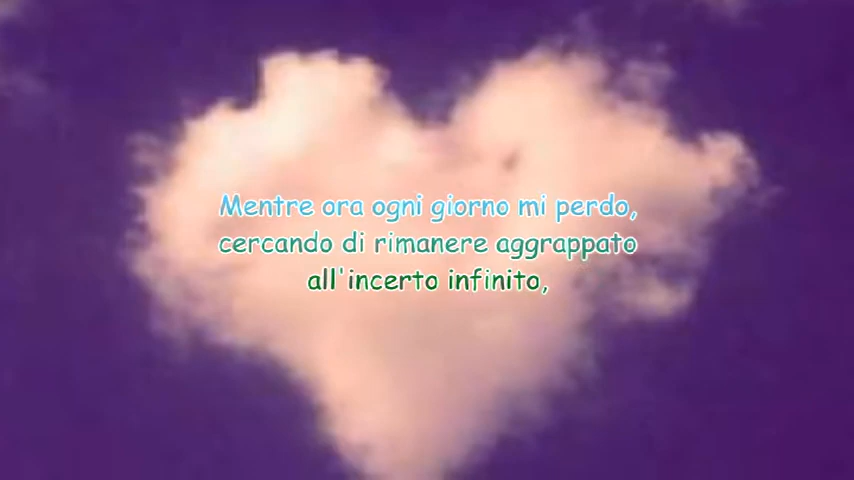 Mentre ora ogni giorno mi perdo,
cercando di rimanere aggrappato
all'incerto infinito,